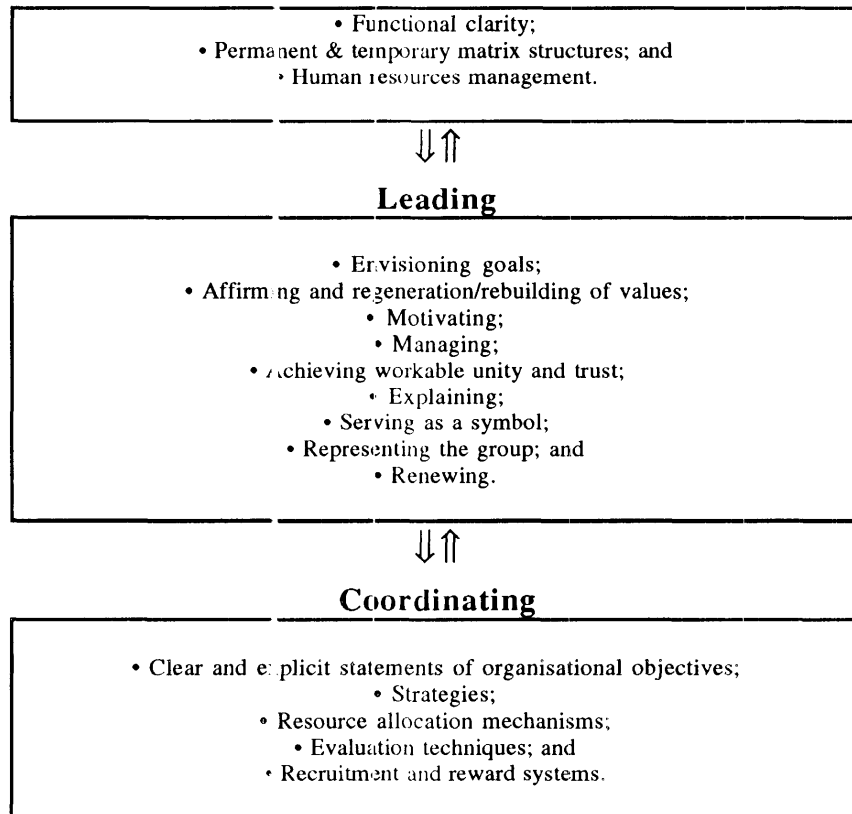 • Functional clarity;
• Permanent & temporary matrix structures; and
• Human resources management.
⇓⇑
Leading
• Envisioning goals;
• Affirming and regeneration/rebuilding of values;
• Motivating;
• Managing;
• Achieving workable unity and trust;
• Explaining;
• Serving as a symbol;
• Representing the group; and
• Renewing.
⇓⇑
Coordinating
• Clear and explicit statements of organisational objectives;
• Strategies;
• Resource allocation mechanisms;
• Evaluation techniques; and
• Recruitment and reward systems.